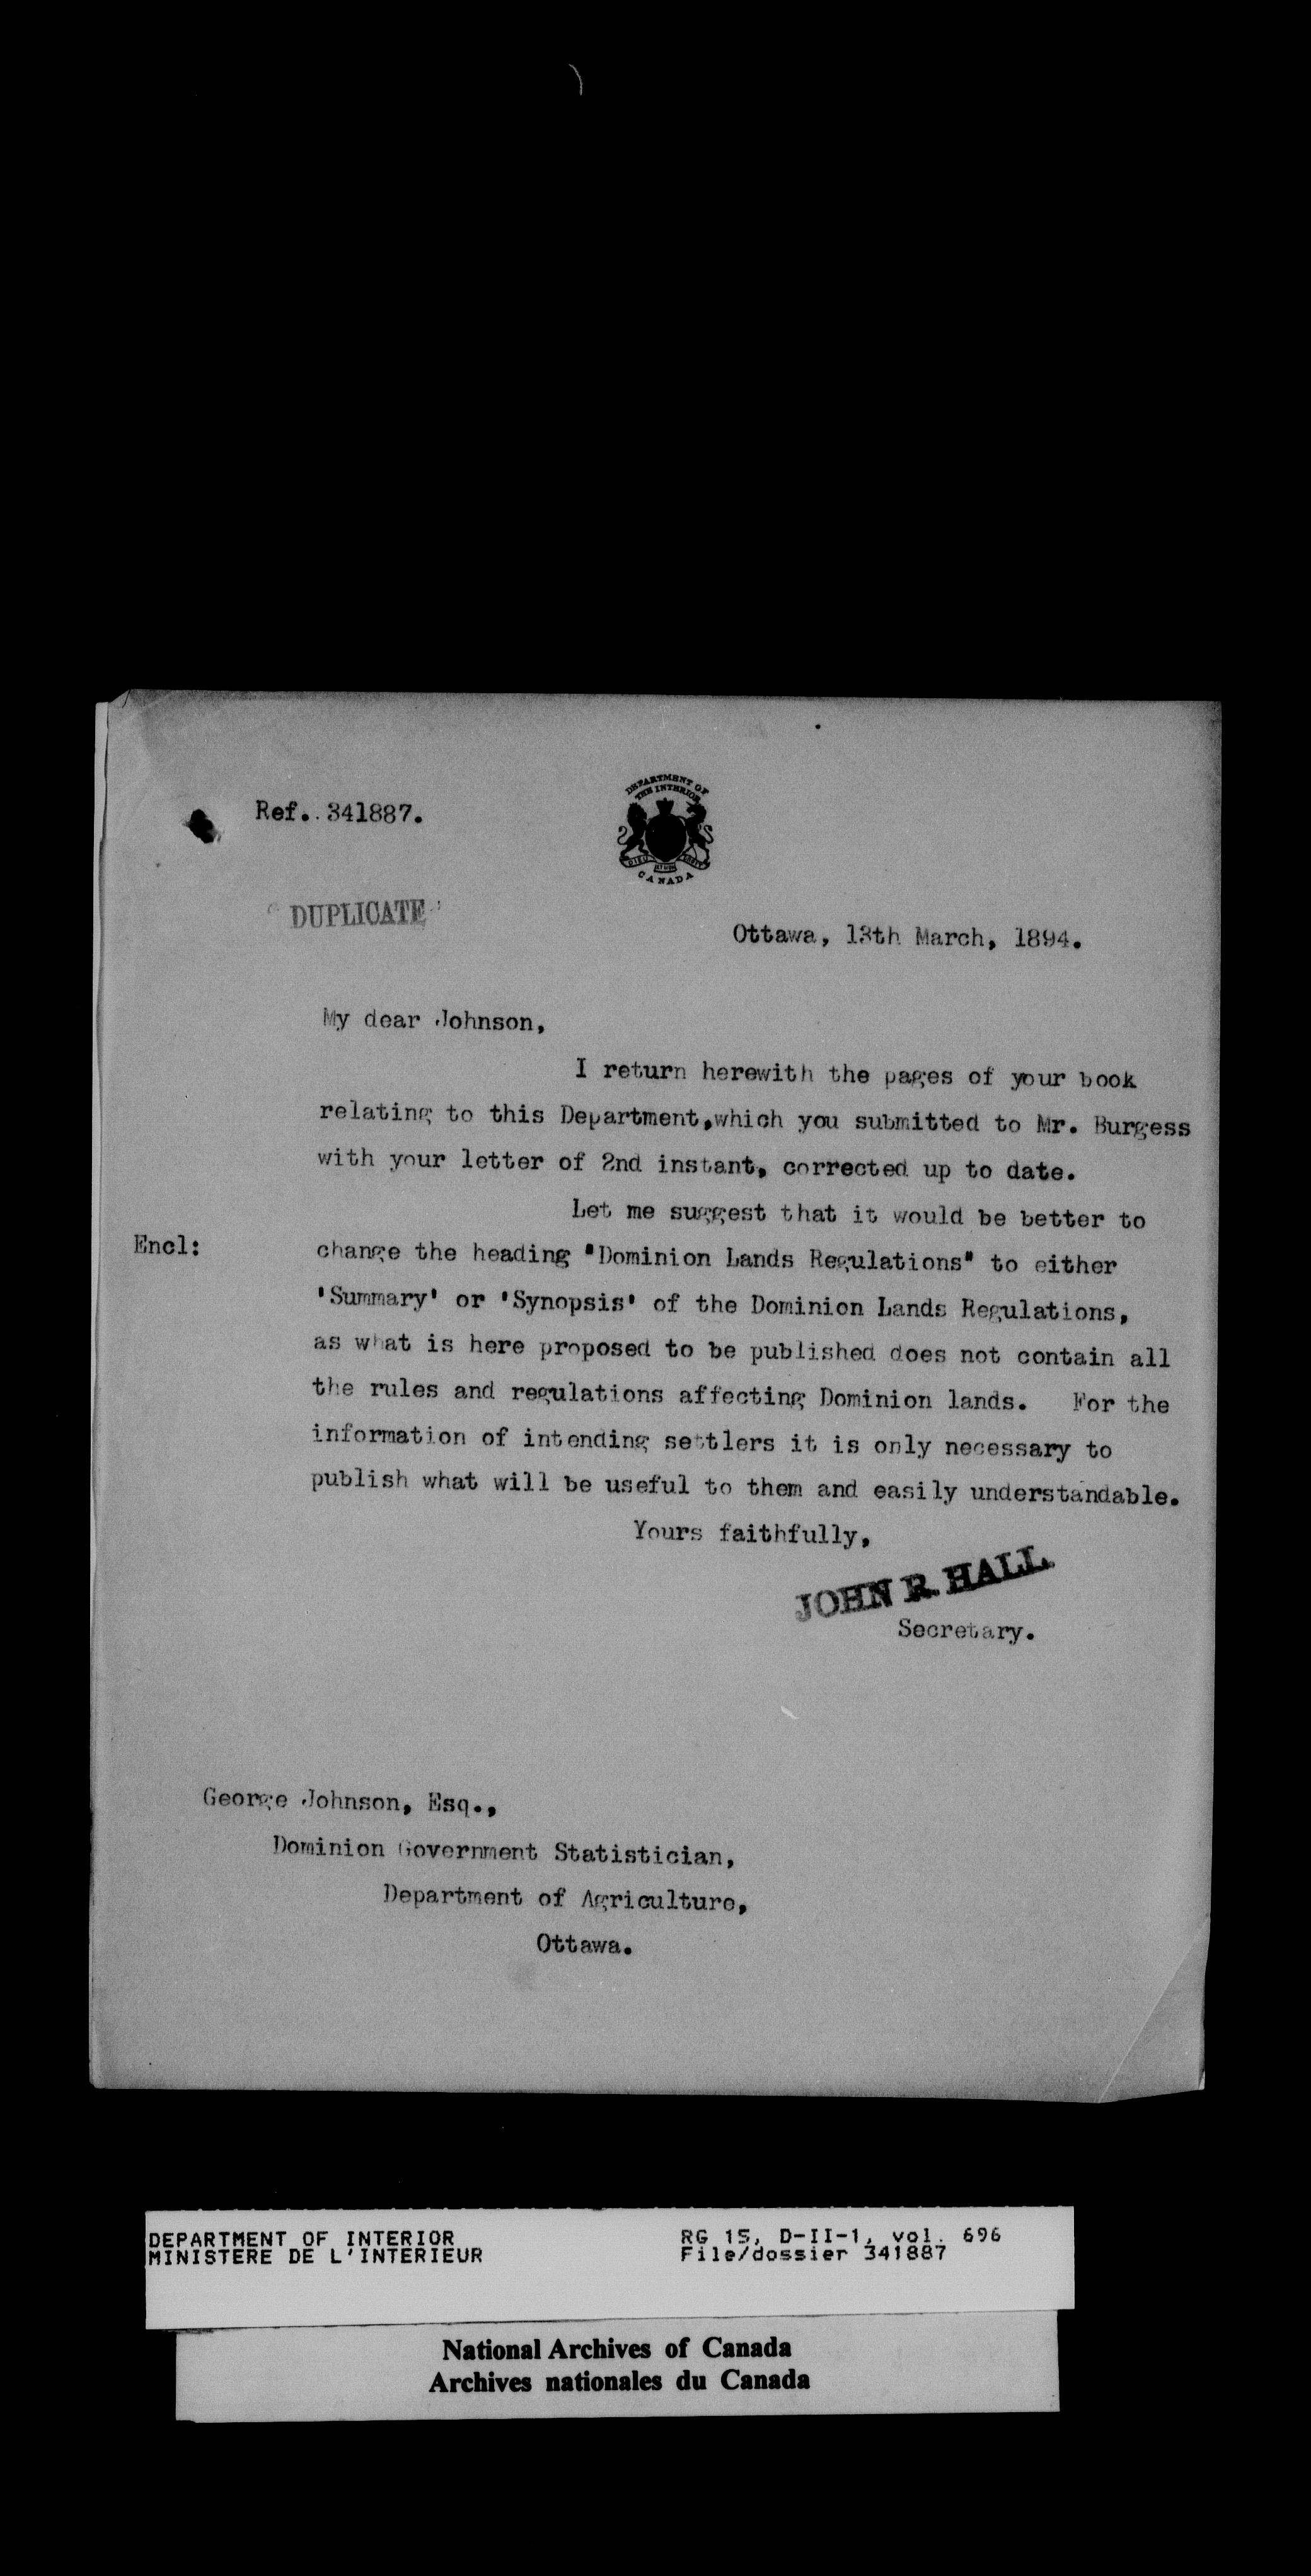 Ref. 341887.
DEPARTMENT OF
THE INTERIOR
CANADA
DUPLICATE
Ottawa, 13th March, 1894.
My dear Johnson,
I return herewith the pages of your book
relating to this Department, which you submitted to Mr. Burgess
with your letter of 2nd instant, corrected up to date.
Let me suggest that it would be better to
Encl:
change the heading "Dominion Lands Regulations" to either
'Summary' or 'Synopsis' of the Dominion Lands Regulations,
as what is here proposed to be published does not contain all
the rules and regulations affecting Dominion lands. For the
information of intending settlers it is only necessary to
publish what will be useful to them and easily understandable.
Yours faithfully,
JOHN R. HALL
Secretary.
George Johnson, Esq.,
Dominion Government Statistician,
Department of Agriculture,
Ottawa.
DEPARTMENT OF INTERIOR
MINISTERE DE L'INTERIEUR
RG 15, D-II-1, vol. 696
File/dossier 341887
National Archives of Canada
Archives nationales du Canada